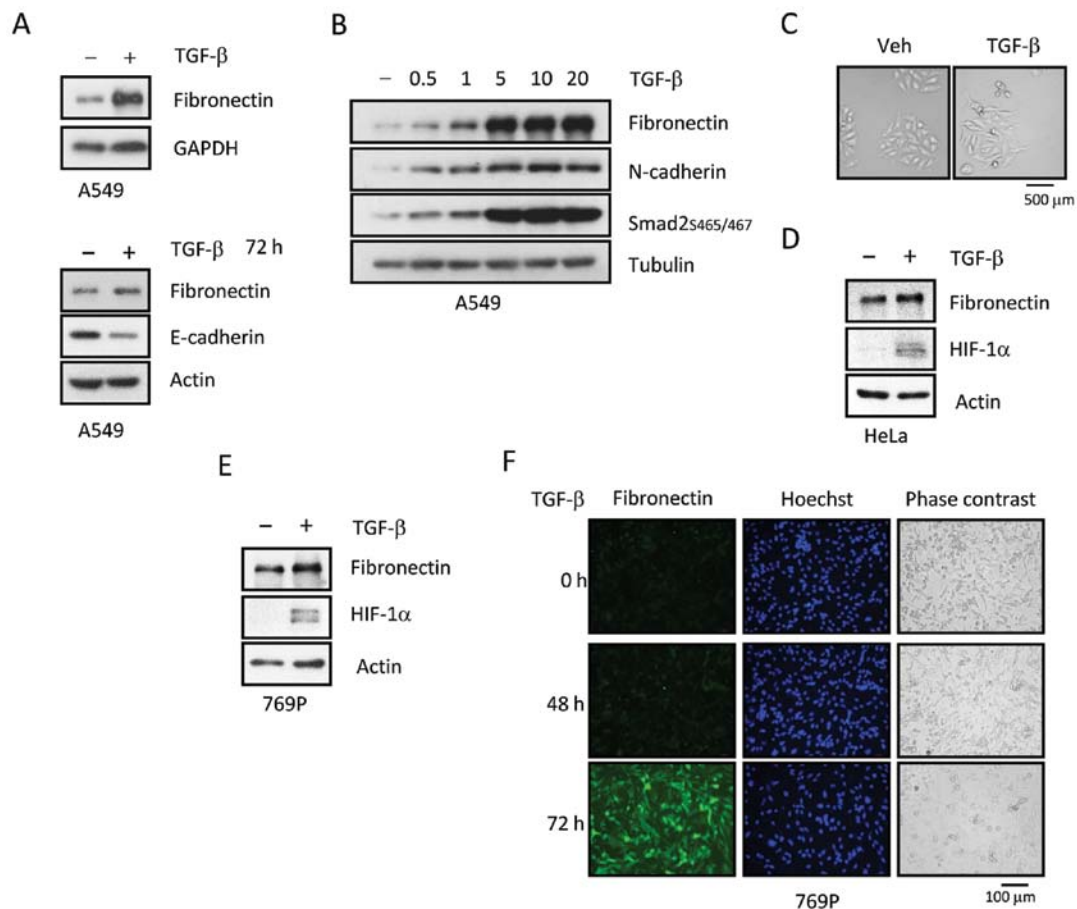 A
− + TGF-β
Fibronectin
GAPDH
A549
− + TGF-β 72 h
Fibronectin
E-cadherin
Actin
A549
B
− 0.5 1 5 10 20 TGF-β
Fibronectin
N-cadherin
Smad2S465/467
Tubulin
A549
C
Veh TGF-β
500 μm
D
− + TGF-β
Fibronectin
HIF-1α
Actin
HeLa
E
− + TGF-β
Fibronectin
HIF-1α
Actin
769P
F
TGF-β Fibronectin Hoechst Phase contrast
0 h
48 h
72 h
769P
100 μm